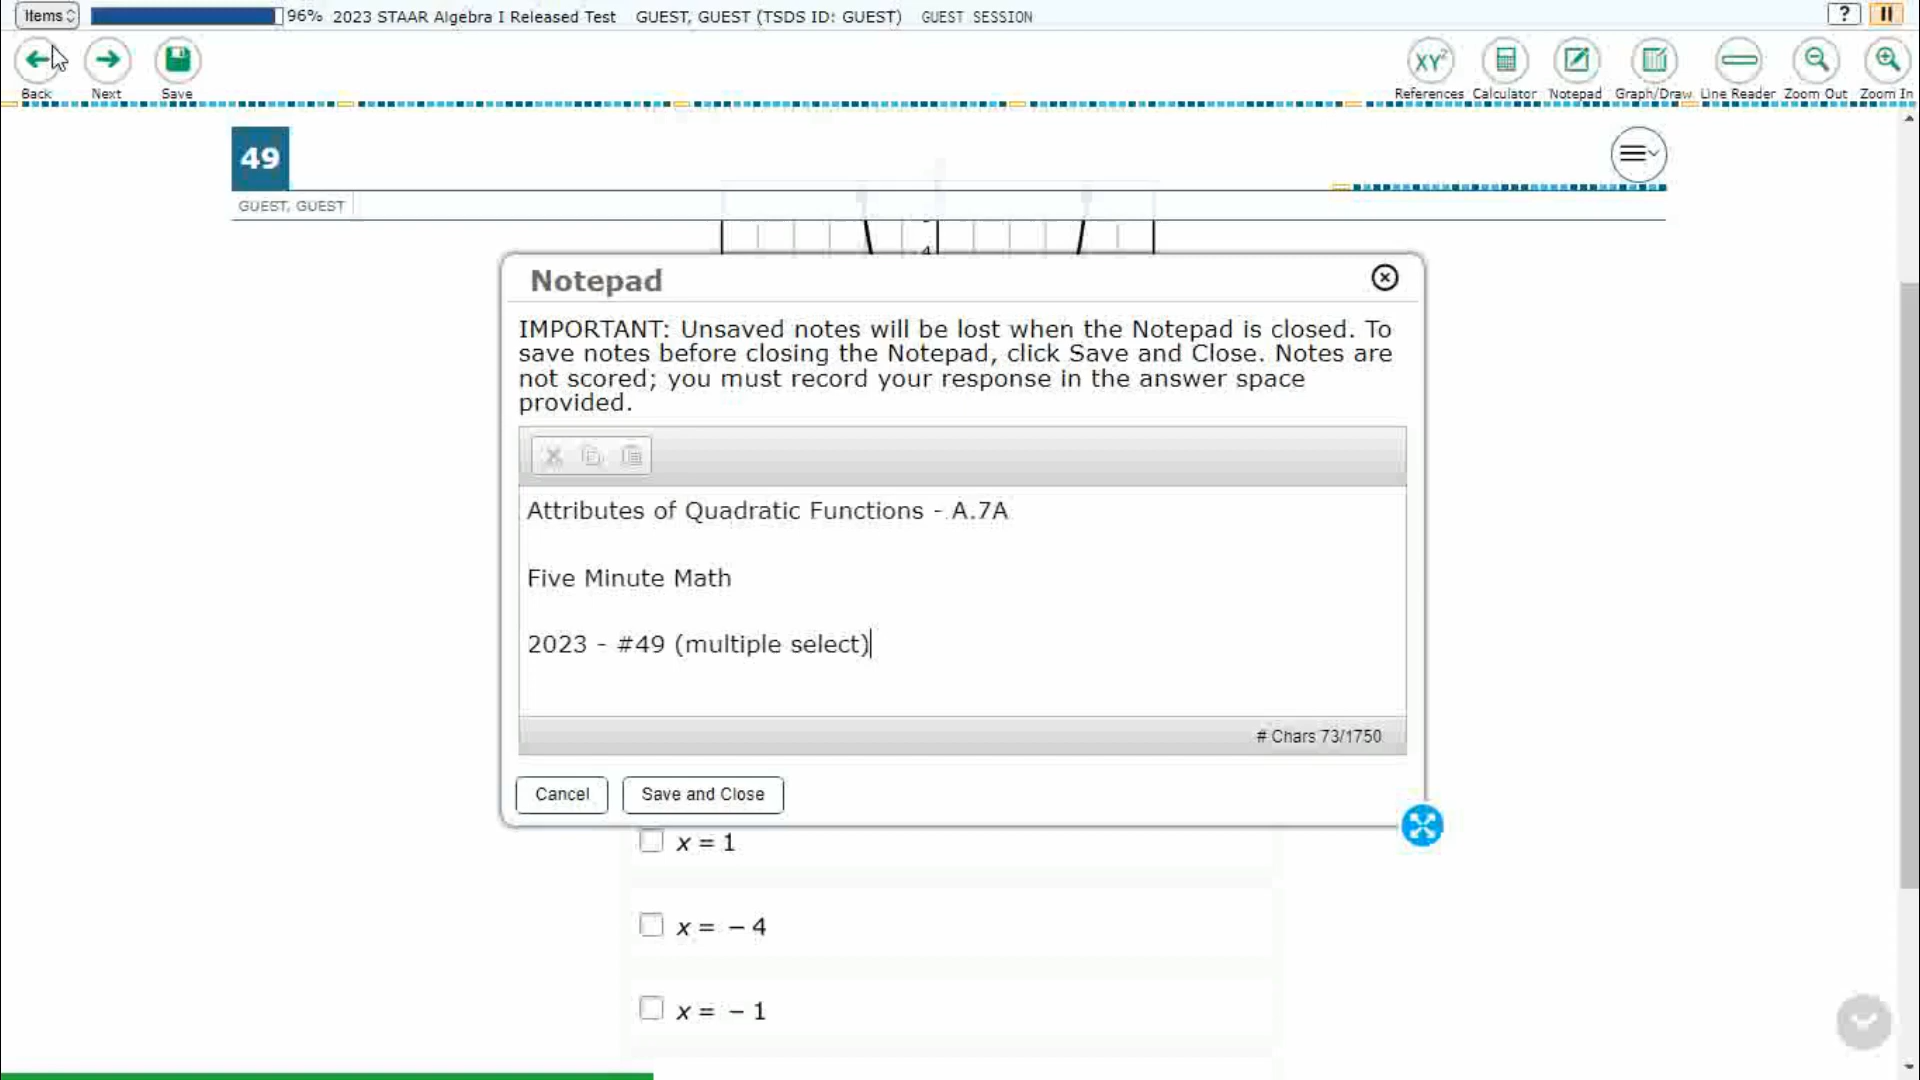 Items 96% 2023 STAAR Algebra I Released Test GUEST, GUEST (TSDS ID: GUEST) GUEST SESSION ?
Back Next Save References Calculator Notepad Graph/Draw Line Reader Zoom Out Zoom In
XY²
49
GUEST, GUEST
4
Notepad
IMPORTANT: Unsaved notes will be lost when the Notepad is closed. To
save notes before closing the Notepad, click Save and Close. Notes are
not scored; you must record your response in the answer space
provided.
Attributes of Quadratic Functions - A.7A
Five Minute Math
2023 - #49 (multiple select)
# Chars 73/1750
Cancel Save and Close
x = 1
x = − 4
x = − 1